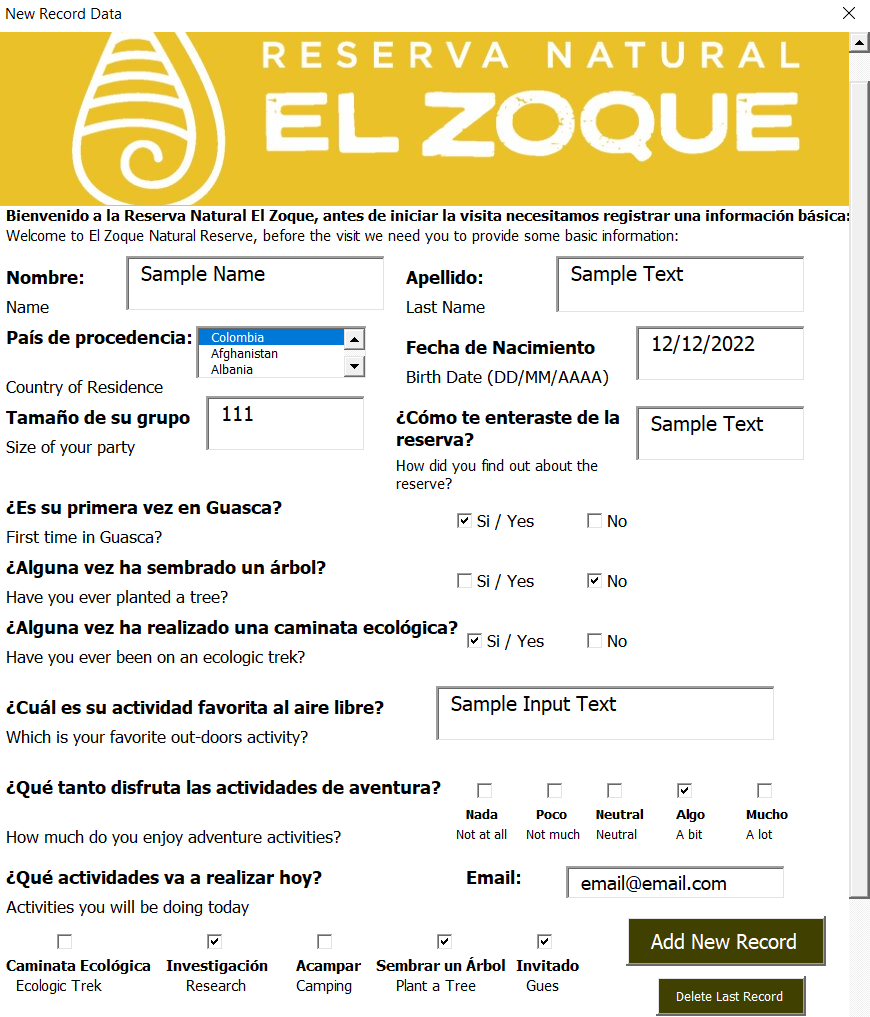 New Record Data
RESERVA NATURAL
EL ZOQUE
Bienvenido a la Reserva Natural El Zoque, antes de iniciar la visita necesitamos registrar una información básica:
Welcome to El Zoque Natural Reserve, before the visit we need you to provide some basic information:
Nombre:
Name
Sample Name
Apellido:
Last Name
Sample Text
País de procedencia:
Country of Residence
Colombia
Afghanistan
Albania
Fecha de Nacimiento
Birth Date (DD/MM/AAAA)
12/12/2022
Tamaño de su grupo
Size of your party
111
¿Cómo te enteraste de la
reserva?
How did you find out about the
reserve?
Sample Text
¿Es su primera vez en Guasca?
First time in Guasca?
Si / Yes
No
¿Alguna vez ha sembrado un árbol?
Have you ever planted a tree?
Si / Yes
No
¿Alguna vez ha realizado una caminata ecológica?
Have you ever been on an ecologic trek?
Si / Yes
No
¿Cuál es su actividad favorita al aire libre?
Which is your favorite out-doors activity?
Sample Input Text
¿Qué tanto disfruta las actividades de aventura?
How much do you enjoy adventure activities?
Nada
Not at all
Poco
Not much
Neutral
Neutral
Algo
A bit
Mucho
A lot
¿Qué actividades va a realizar hoy?
Activities you will be doing today
Email:
email@email.com
Caminata Ecológica
Ecologic Trek
Investigación
Research
Acampar
Camping
Sembrar un Árbol
Plant a Tree
Invitado
Gues
Add New Record
Delete Last Record